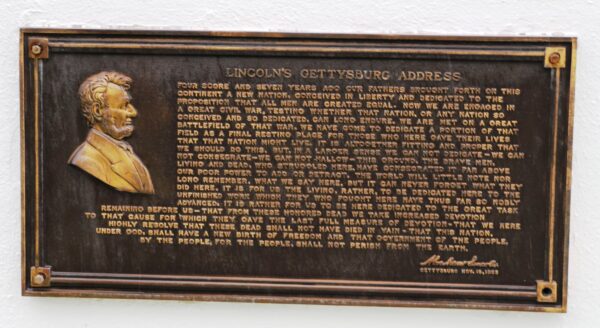 LINCOLN'S GETTYSBURG ADDRESS
FOUR SCORE AND SEVEN YEARS AGO OUR FATHERS BROUGHT FORTH ON THIS
CONTINENT A NEW NATION, CONCEIVED IN LIBERTY AND DEDICATED TO THE
PROPOSITION THAT ALL MEN ARE CREATED EQUAL. NOW WE ARE ENGAGED IN
A GREAT CIVIL WAR, TESTING WHETHER THAT NATION, OR ANY NATION SO
CONCEIVED AND SO DEDICATED, CAN LONG ENDURE. WE ARE MET ON A GREAT
BATTLEFIELD OF THAT WAR. WE HAVE COME TO DEDICATE A PORTION OF THAT
FIELD AS A FINAL RESTING PLACE FOR THOSE WHO HERE GAVE THEIR LIVES
THAT THAT NATION MIGHT LIVE. IT IS ALTOGETHER FITTING AND PROPER THAT
WE SHOULD DO THIS. BUT, IN A LARGER SENSE, WE CAN NOT DEDICATE—WE CAN
NOT CONSECRATE—WE CAN NOT HALLOW—THIS GROUND. THE BRAVE MEN,
LIVING AND DEAD, WHO STRUGGLED HERE, HAVE CONSECRATED IT FAR ABOVE
OUR POOR POWER TO ADD OR DETRACT. THE WORLD WILL LITTLE NOTE NOR
LONG REMEMBER, WHAT WE SAY HERE, BUT IT CAN NEVER FORGET WHAT THEY
DID HERE. IT IS FOR US THE LIVING, RATHER, TO BE DEDICATED HERE TO THE
UNFINISHED WORK WHICH THEY WHO FOUGHT HERE HAVE THUS FAR SO NOBLY
ADVANCED. IT IS RATHER FOR US TO BE HERE DEDICATED TO THE GREAT TASK
REMAINING BEFORE US—THAT FROM THESE HONORED DEAD WE TAKE INCREASED DEVOTION
TO THAT CAUSE FOR WHICH THEY GAVE THE LAST FULL MEASURE OF DEVOTION—THAT WE HERE
HIGHLY RESOLVE THAT THESE DEAD SHALL NOT HAVE DIED IN VAIN—THAT THIS NATION,
UNDER GOD, SHALL HAVE A NEW BIRTH OF FREEDOM AND THAT GOVERNMENT OF THE PEOPLE,
BY THE PEOPLE, FOR THE PEOPLE, SHALL NOT PERISH FROM THE EARTH.
Abraham Lincoln
GETTYSBURG NOV. 19, 1863